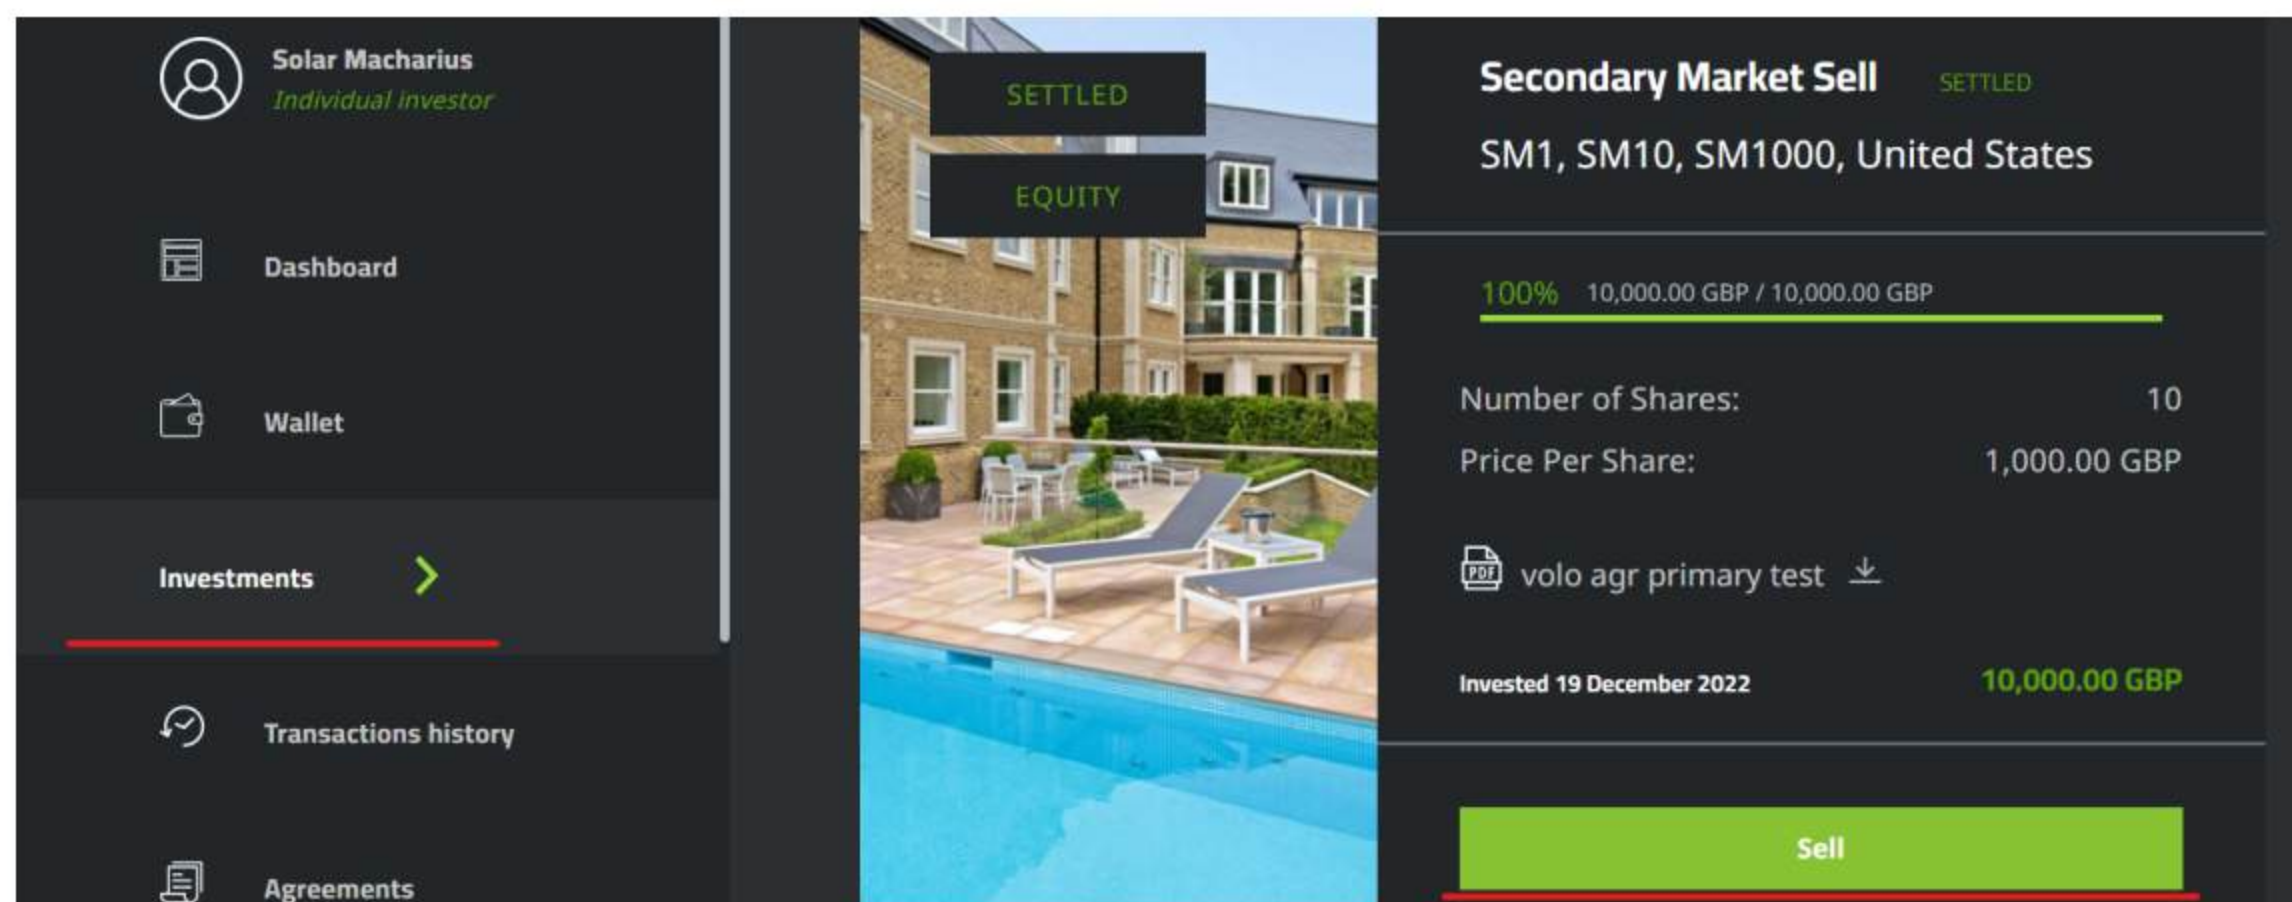 Solar Macharius
Individual investor
Dashboard
Wallet
Investments
Transactions history
Agreements
SETTLED
EQUITY
Secondary Market Sell SETTLED
SM1, SM10, SM1000, United States
100% 10,000.00 GBP / 10,000.00 GBP
Number of Shares: 10
Price Per Share: 1,000.00 GBP
PDF volo agr primary test
Invested 19 December 2022 10,000.00 GBP
Sell